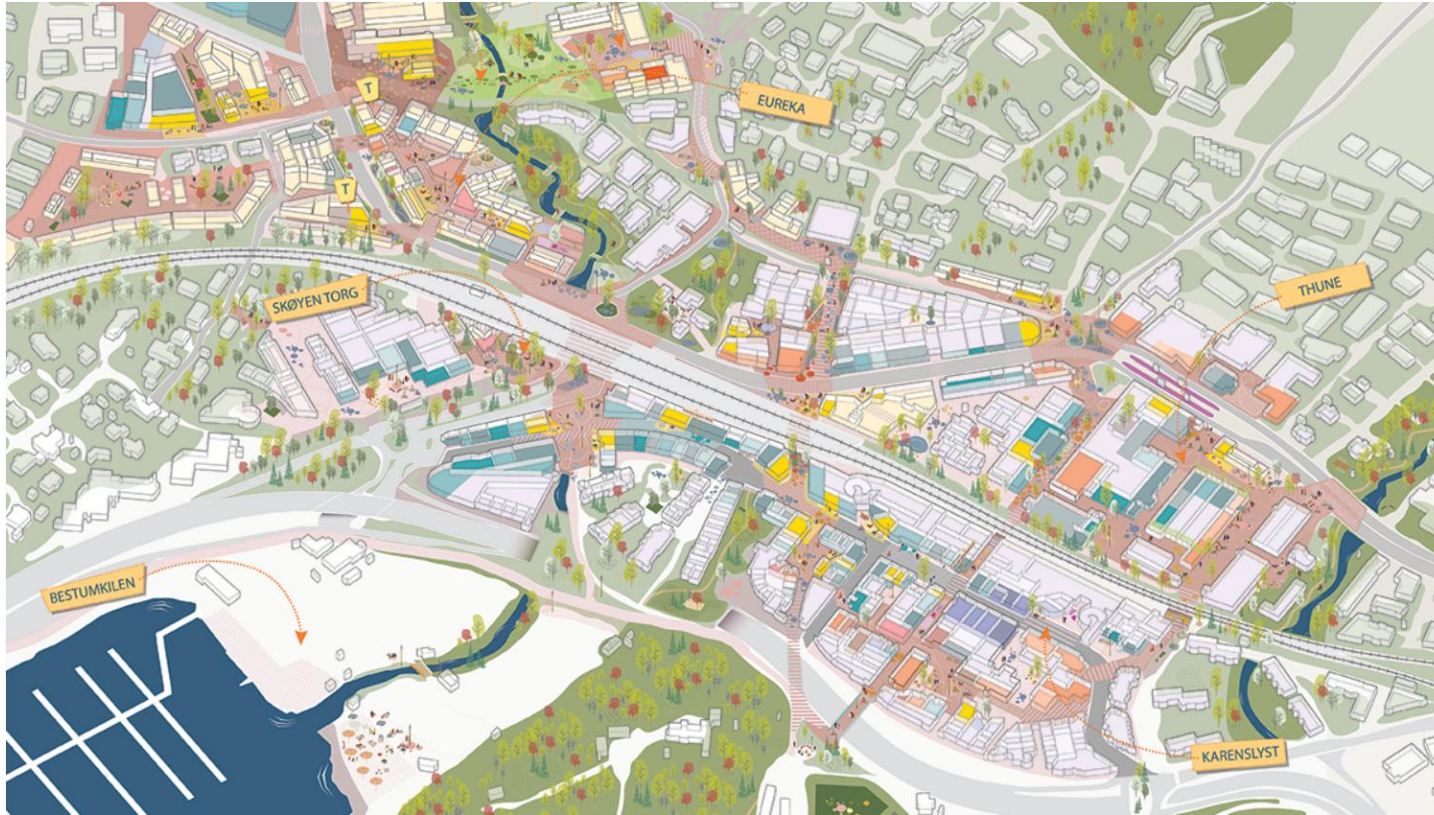 T
EUREKA
T
SKØYEN TORG
THUNE
BESTUMKILEN
KARENSLYST